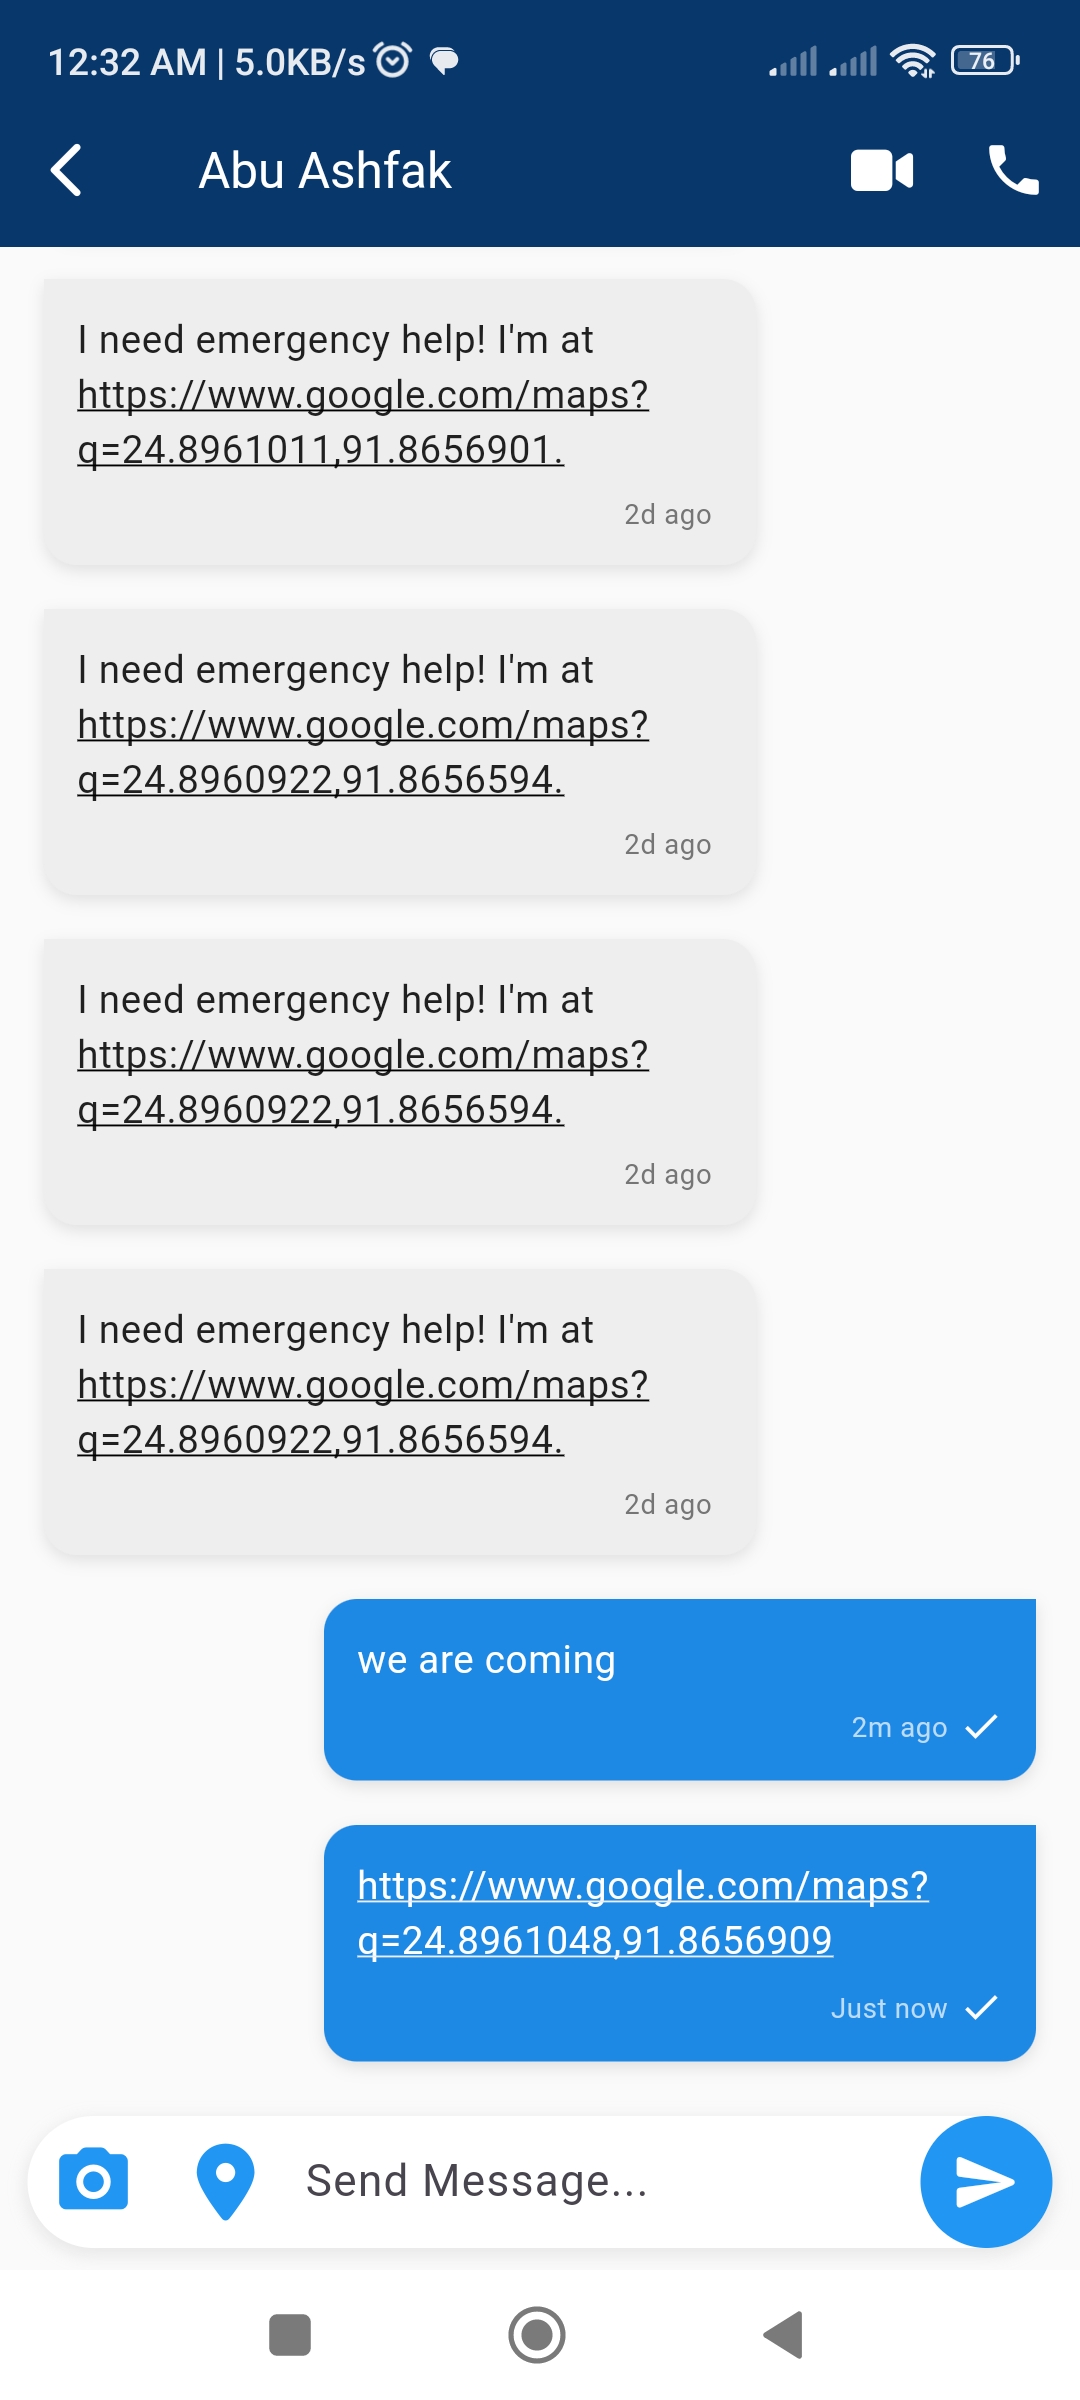 12:32 AM | 5.0KB/s
76
Abu Ashfak
I need emergency help! I'm at
https://www.google.com/maps?
q=24.8961011,91.8656901.
2d ago
I need emergency help! I'm at
https://www.google.com/maps?
q=24.8960922,91.8656594.
2d ago
I need emergency help! I'm at
https://www.google.com/maps?
q=24.8960922,91.8656594.
2d ago
I need emergency help! I'm at
https://www.google.com/maps?
q=24.8960922,91.8656594.
2d ago
we are coming
2m ago
https://www.google.com/maps?
q=24.8961048,91.8656909
Just now
Send Message...